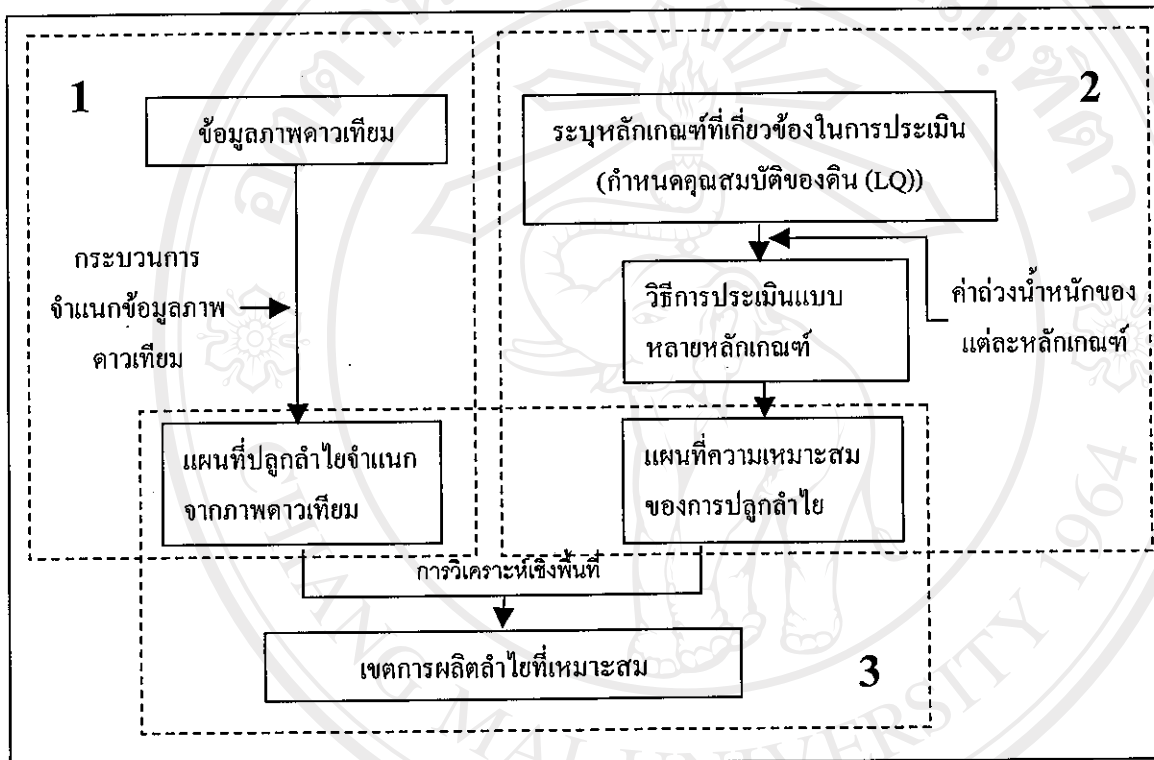 1
ข้อมูลภาพดาวเทียม
กระบวนการ
จำแนกข้อมูลภาพ
ดาวเทียม
แผนที่ปลูกลำไยจำแนก
จากภาพดาวเทียม
2
ระบุหลักเกณฑ์ที่เกี่ยวข้องในการประเมิน
(กำหนดคุณสมบัติของดิน (LQ))
วิธีการประเมินแบบ
หลายหลักเกณฑ์
ค่าถ่วงน้ำหนักของ
แต่ละหลักเกณฑ์
แผนที่ความเหมาะสม
ของการปลูกลำไย
การวิเคราะห์เชิงพื้นที่
เขตการผลิตลำไยที่เหมาะสม
3
CHIANG MAI UNIVERSITY 1964